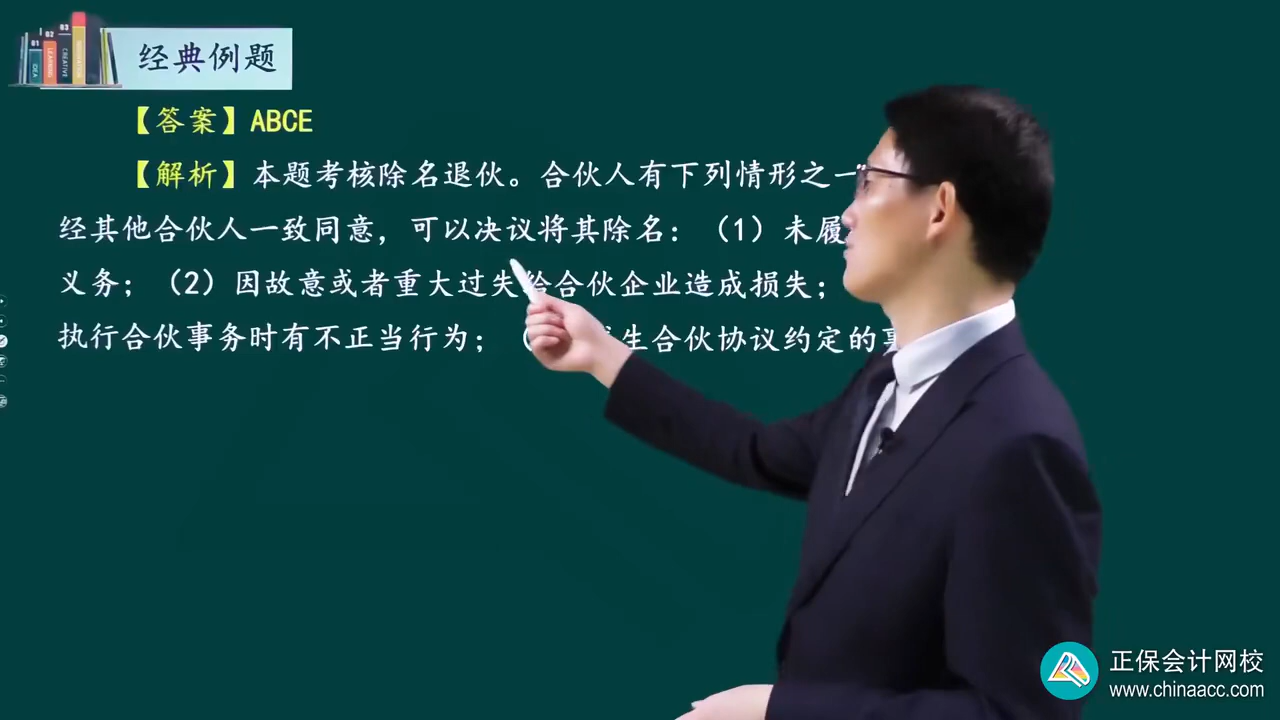 经典例题
【答案】ABCE
【解析】本题考核除名退伙。合伙人有下列情形之一
经其他合伙人一致同意，可以决议将其除名：（1）未履
义务；（2）因故意或者重大过失给合伙企业造成损失；
执行合伙事务时有不正当行为；（ 生合伙协议约定的事
正保会计网校
www.chinaacc.com